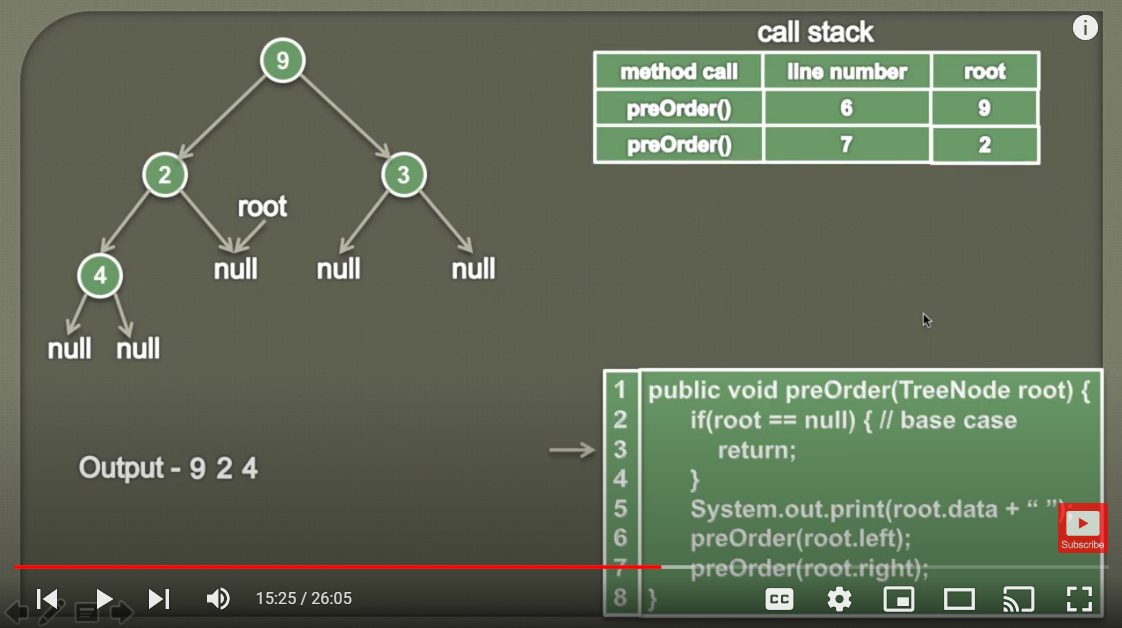 call stack
method call line number root
preOrder() 6 9
preOrder() 7 2
9
2 3
root
4 null null null
null null
Output - 9 2 4
1 public void preOrder(TreeNode root) {
2 if(root == null) { // base case
3 return;
4 }
5 System.out.print(root.data + “ ”);
6 preOrder(root.left);
7 preOrder(root.right);
8 }
Subscribe
15:25 / 26:05
CC